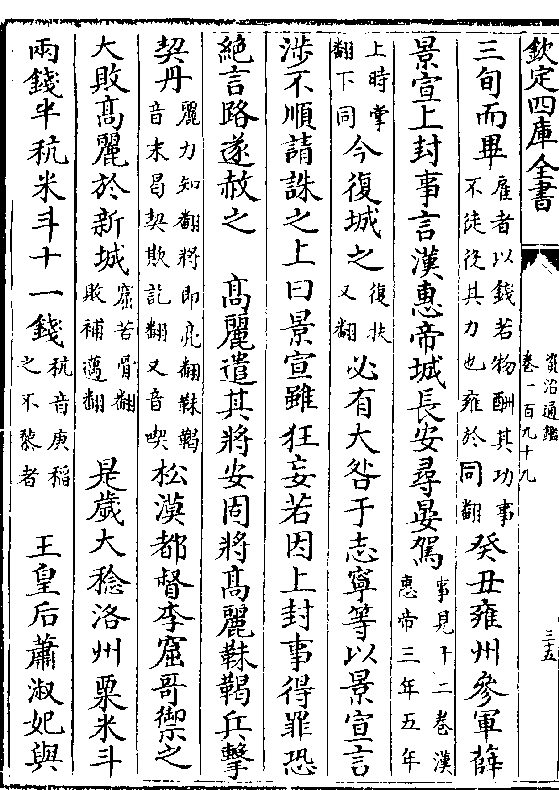 欽定四庫全書
資治通鑑
卷一百九十九
三五
三旬而畢雇者以錢若物酬其功事不徒役其力也雍於同翻癸丑雍州參軍薛
景宣上封事言漢惠帝城長安尋晏駕事見十二卷漢惠帝三年五年
上時掌翻下同今復城之復扶又翻必有大咎于志寧等以景宣言
涉不順請誅之上曰景宣雖狂妄若因上封事得罪恐
絶言路遂赦之 髙麗遣其將安固將髙麗靺鞨兵擊
契丹麗力知翻將即亮翻靺鞨音末曷契欺訖翻又音喫松漠都督李窟哥禦之
大敗髙麗於新城窟苦骨翻敗補邁翻 是歲大稔洛州粟米斗
兩錢半秔米斗十一錢秔音庚稻之不黎者 王皇后蕭淑妃與